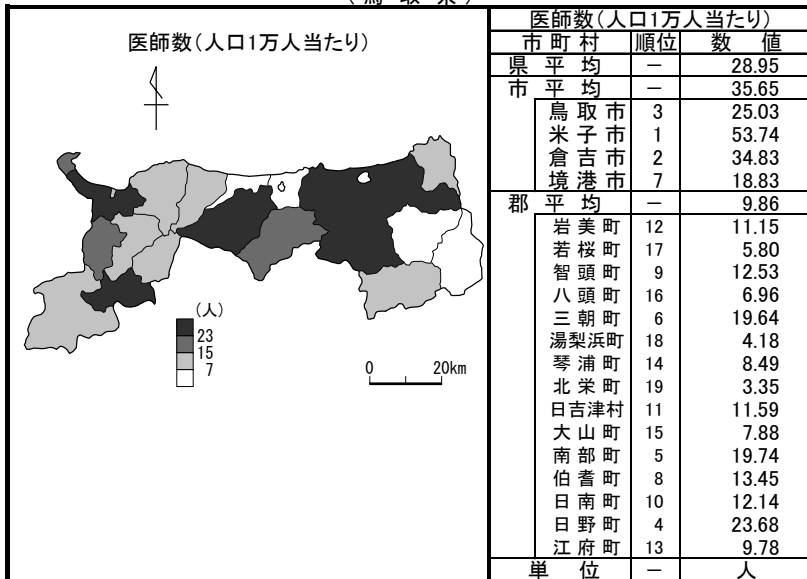 (鳥取県)
医師数(人口1万人当たり)
(人)
23
15
7
0 20km
医師数(人口1万人当たり)
市町村 順位 数値
県平均 － 28.95
市平均 － 35.65
鳥取市 3 25.03
米子市 1 53.74
倉吉市 2 34.83
境港市 7 18.83
郡平均 － 9.86
岩美町 12 11.15
若桜町 17 5.80
智頭町 9 12.53
八頭町 16 6.96
三朝町 6 19.64
湯梨浜町 18 4.18
琴浦町 14 8.49
北栄町 19 3.35
日吉津村 11 11.59
大山町 15 7.88
南部町 5 19.74
伯耆町 8 13.45
日南町 10 12.14
日野町 4 23.68
江府町 13 9.78
単位 － 人